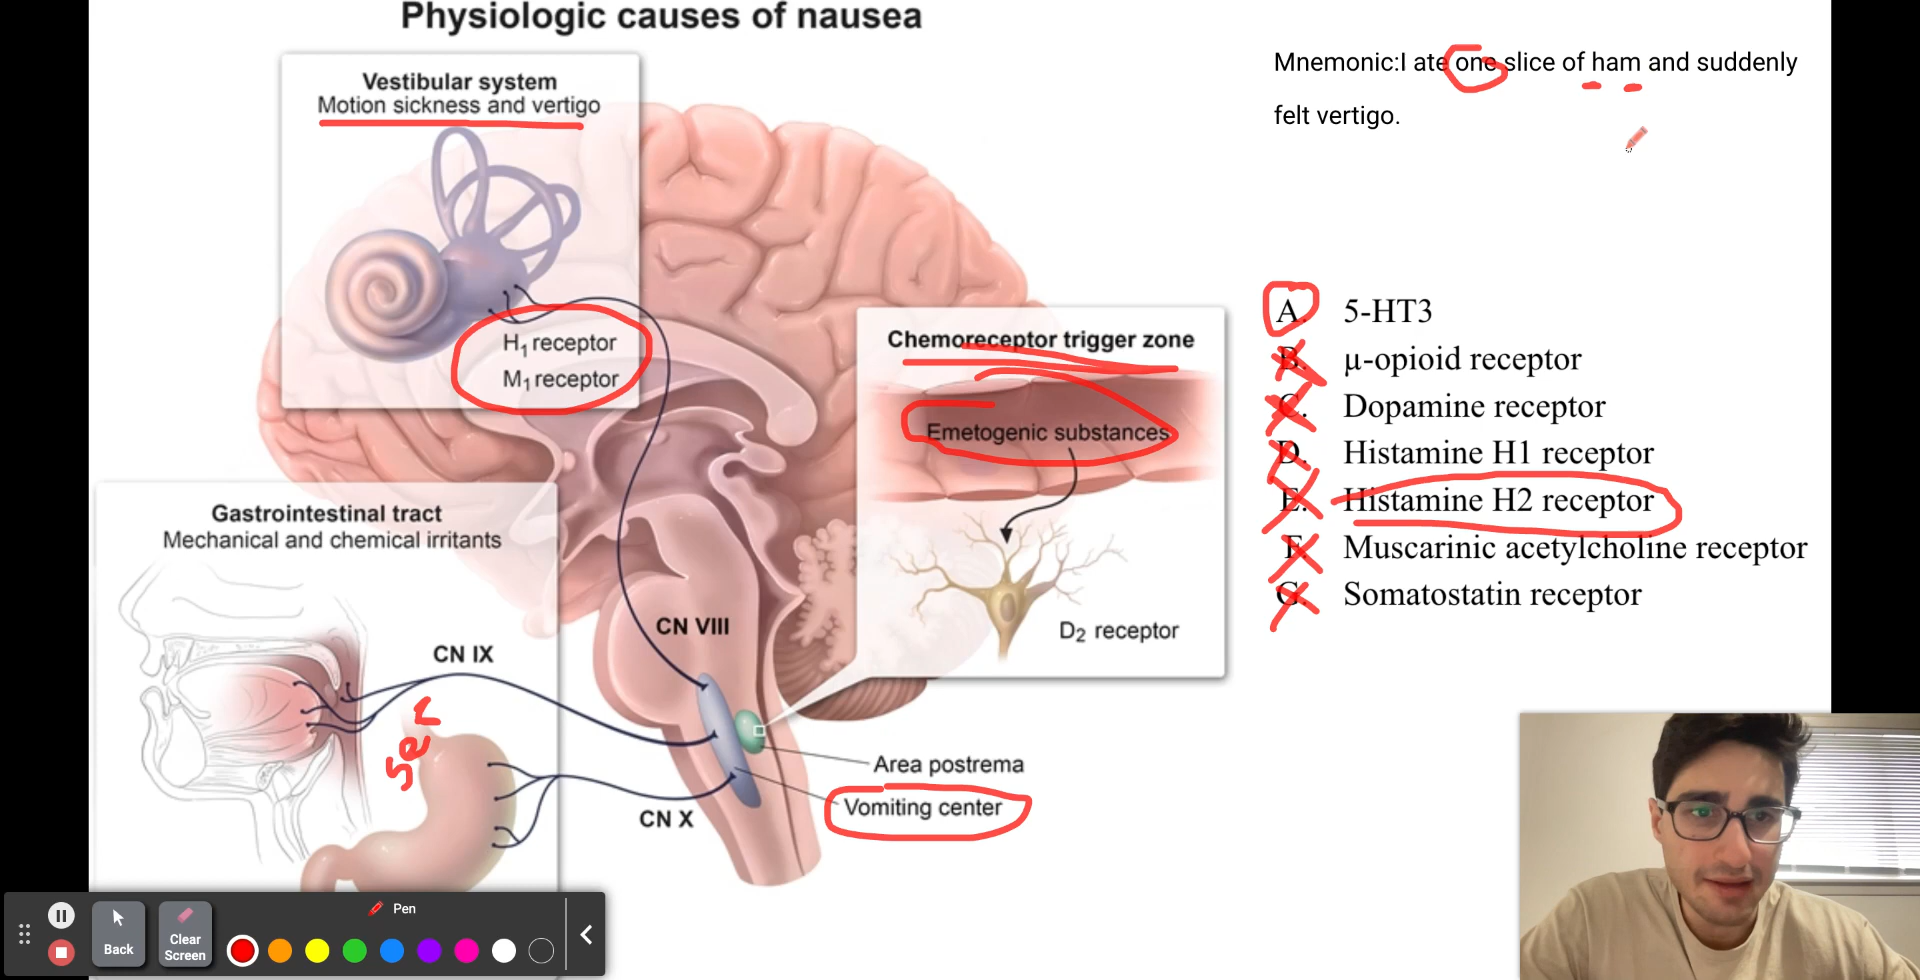 Physiologic causes of nausea
Vestibular system
Motion sickness and vertigo
H1 receptor
M1 receptor
Mnemonic:I ate one slice of ham and suddenly
felt vertigo.
Chemoreceptor trigger zone
Emetogenic substances
D2 receptor
A. 5-HT3
B. µ-opioid receptor
C. Dopamine receptor
D. Histamine H1 receptor
E. Histamine H2 receptor
F. Muscarinic acetylcholine receptor
G. Somatostatin receptor
Gastrointestinal tract
Mechanical and chemical irritants
CN VIII
CN IX
ser
CN X
Area postrema
Vomiting center
Pen
Back
Clear
Screen